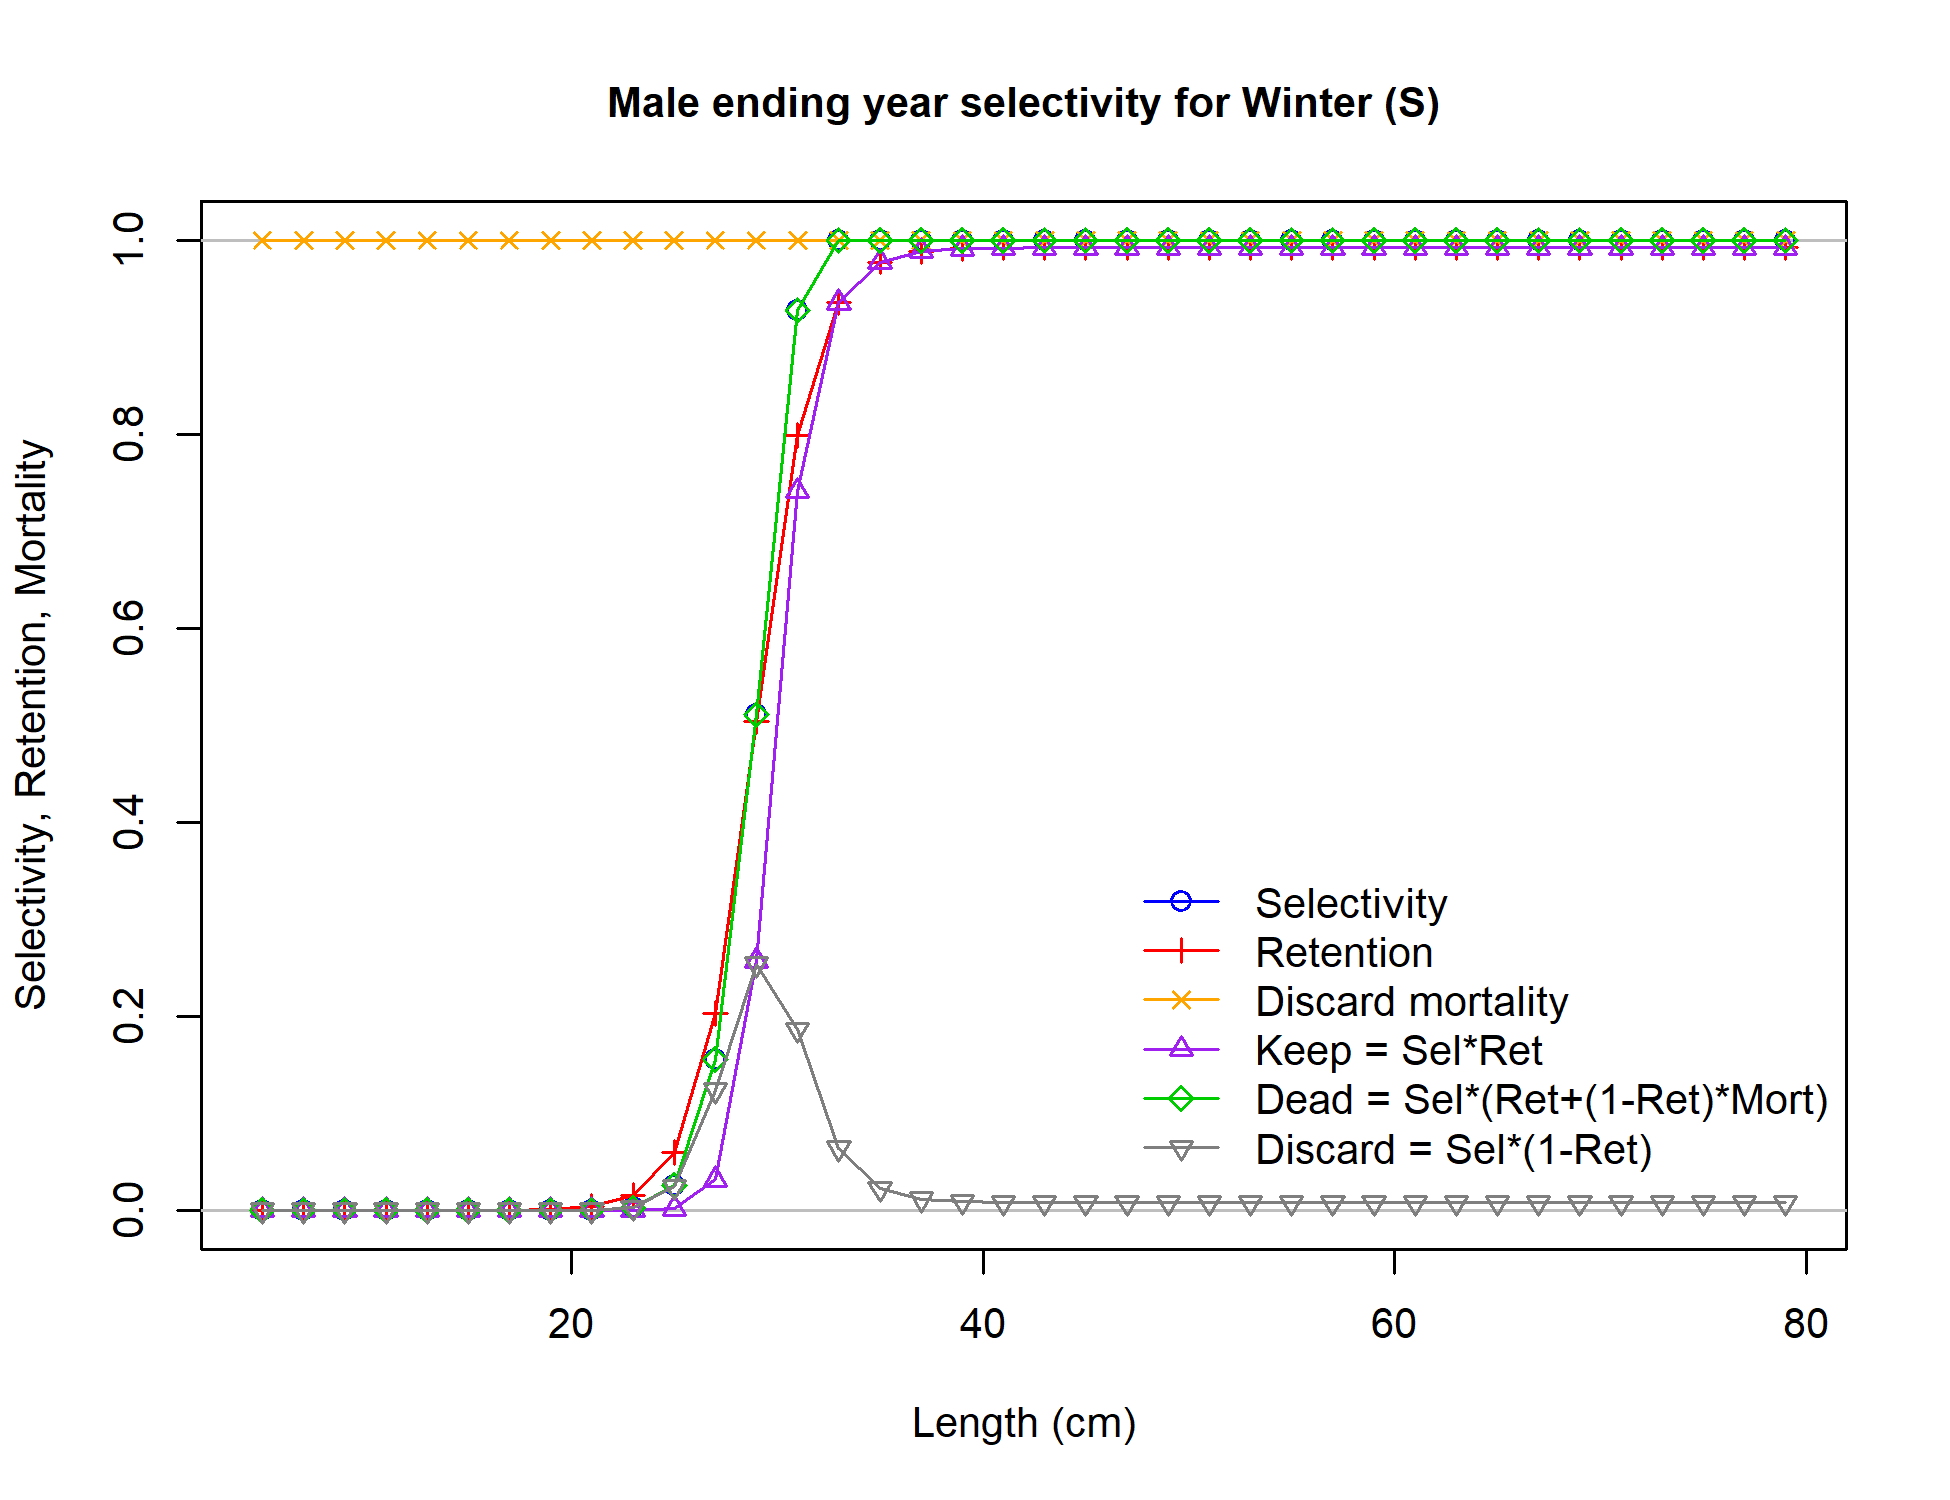 Male ending year selectivity for Winter (S)
Selectivity, Retention, Mortality
1.0
0.8
0.6
0.4
0.2
0.0
Selectivity
Retention
Discard mortality
Keep = Sel*Ret
Dead = Sel*(Ret+(1-Ret)*Mort)
Discard = Sel*(1-Ret)
20 40 60 80
Length (cm)